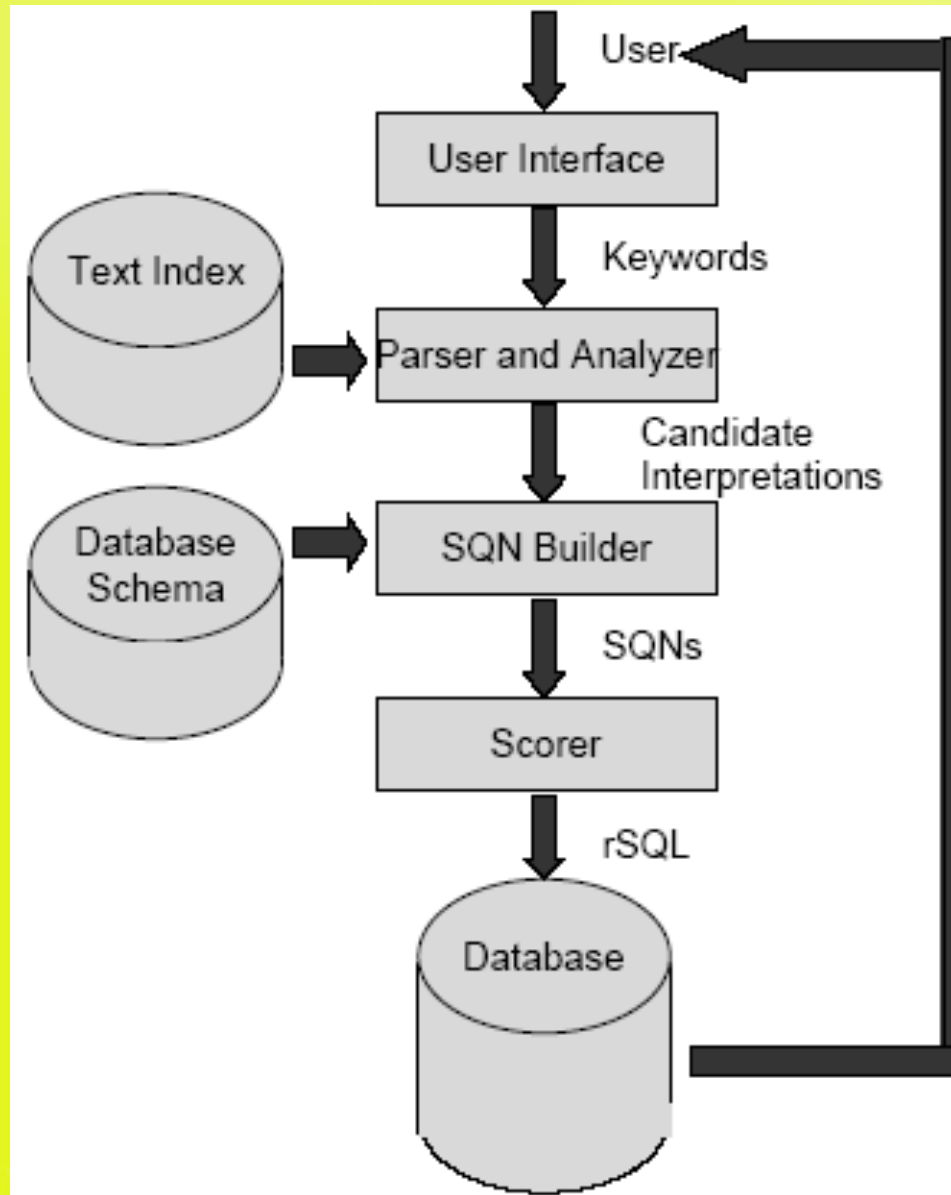 User
User Interface
Keywords
Text Index
Parser and Analyzer
Candidate
Interpretations
Database
Schema
SQN Builder
SQNs
Scorer
rSQL
Database